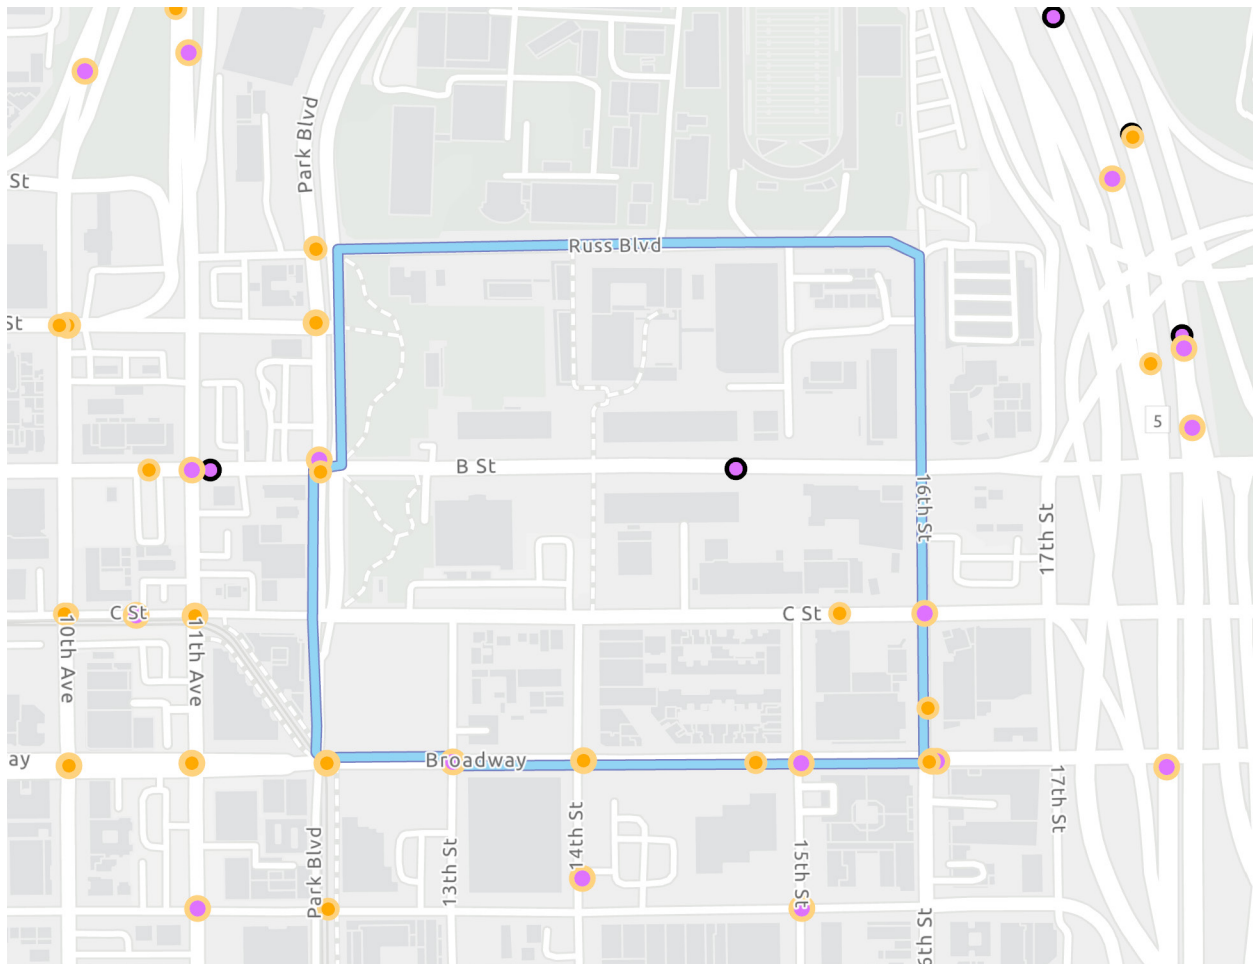 Park Blvd
St
Russ Blvd
St
5
B St
16th St
17th St
C St
C St
10th Ave
11th Ave
ay
Broadway
17th St
14th St
Park Blvd
13th St
15th St
6th St